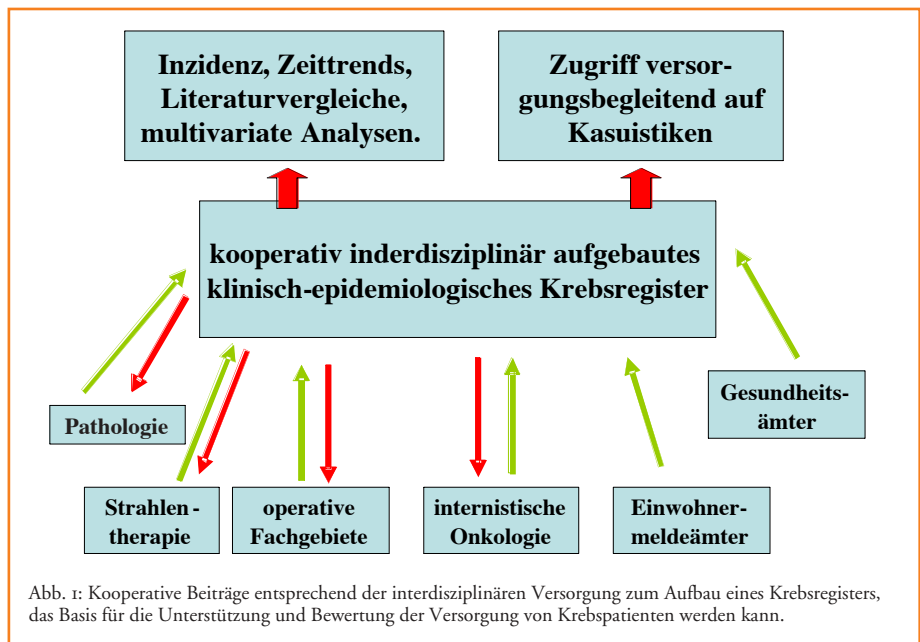 Inzidenz, Zeittrends,
Literaturvergleiche,
multivariate Analysen.
Zugriff versor-
gungsbegleitend auf
Kasuistiken
kooperativ inderdisziplinär aufgebautes
klinisch-epidemiologisches Krebsregister
Pathologie
Gesundheits-
ämter
Strahlen-
therapie
operative
Fachgebiete
internistische
Onkologie
Einwohner-
meldeämter
Abb. 1: Kooperative Beiträge entsprechend der interdisziplinären Versorgung zum Aufbau eines Krebsregisters,
das Basis für die Unterstützung und Bewertung der Versorgung von Krebspatienten werden kann.